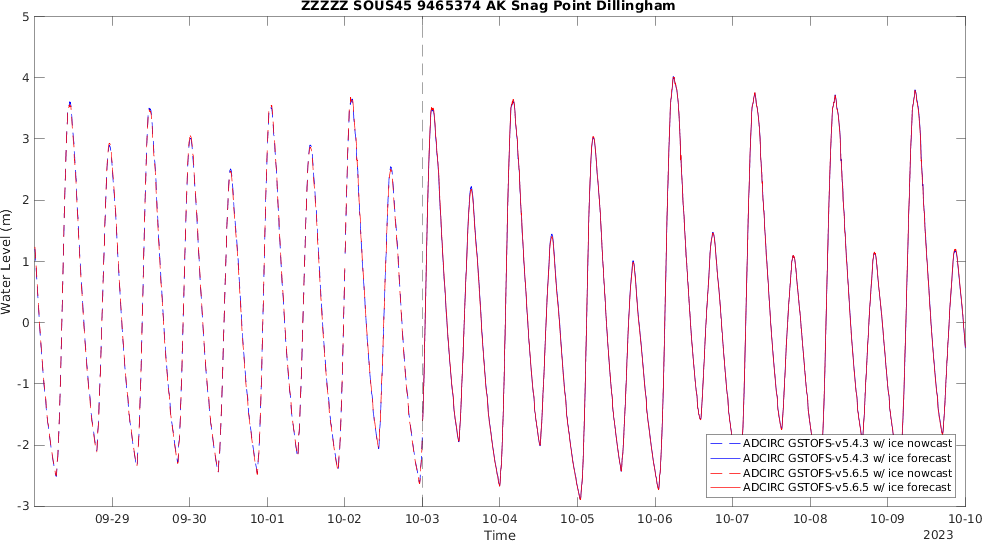 ZZZZZ SOUS45 9465374 AK Snag Point Dillingham
5
4
3
2
1
0
-1
-2
-3
Water Level (m)
ADCIRC GSTOFS-v5.4.3 w/ ice nowcast
ADCIRC GSTOFS-v5.4.3 w/ ice forecast
ADCIRC GSTOFS-v5.6.5 w/ ice nowcast
ADCIRC GSTOFS-v5.6.5 w/ ice forecast
09-29 09-30 10-01 10-02 10-03 10-04 10-05 10-06 10-07 10-08 10-09 10-10
Time
2023